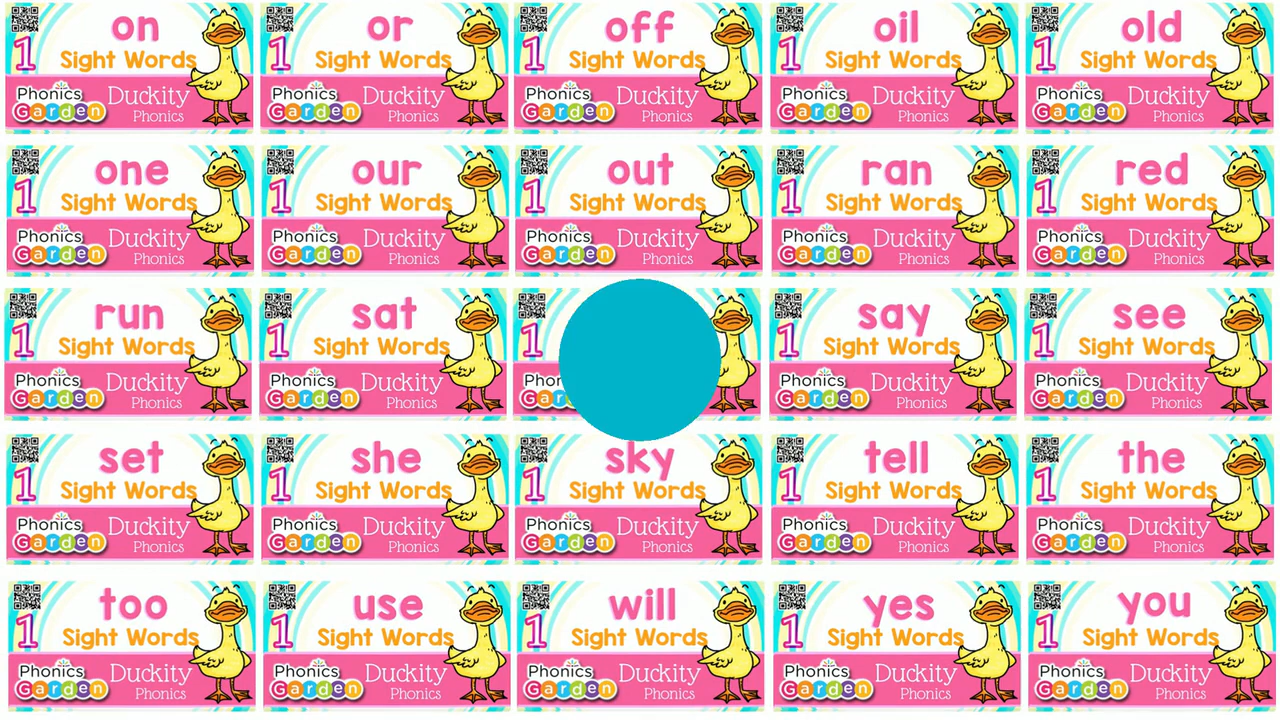 on or off oil old
1 Sight Words 1 Sight Words 1 Sight Words 1 Sight Words 1 Sight Words
Phonics Duckity Phonics Duckity Phonics Duckity Phonics Duckity Phonics Duckity
Garden Phonics Garden Phonics Garden Phonics Garden Phonics Garden Phonics
one our out ran red
1 Sight Words 1 Sight Words 1 Sight Words 1 Sight Words 1 Sight Words
Phonics Duckity Phonics Duckity Phonics Duckity Phonics Duckity Phonics Duckity
Garden Phonics Garden Phonics Garden Phonics Garden Phonics Garden Phonics
run sat say see
1 Sight Words 1 Sight Words 1 1 Sight Words 1 Sight Words
Phonics Duckity Phonics Duckity Phonics Duckity Phonics Duckity
Garden Phonics Garden Phonics Garden Phonics Garden Phonics
set she sky tell the
1 Sight Words 1 Sight Words 1 Sight Words 1 Sight Words 1 Sight Words
Phonics Duckity Phonics Duckity Phonics Duckity Phonics Duckity Phonics Duckity
Garden Phonics Garden Phonics Garden Phonics Garden Phonics Garden Phonics
too use will yes you
1 Sight Words 1 Sight Words 1 Sight Words 1 Sight Words 1 Sight Words
Phonics Duckity Phonics Duckity Phonics Duckity Phonics Duckity Phonics Duckity
Garden Phonics Garden Phonics Garden Phonics Garden Phonics Garden Phonics